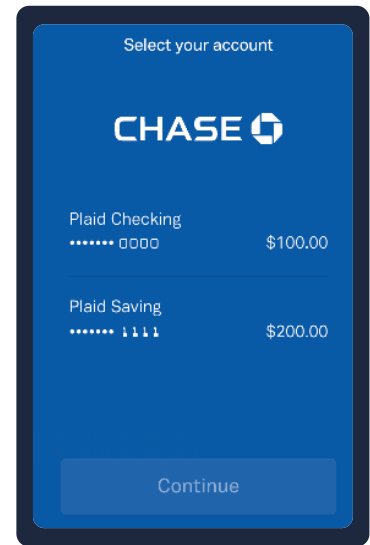 Select your account
CHASE
Plaid Checking
••••••• 0000 $100.00
Plaid Saving
••••••• 1111 $200.00
Continue